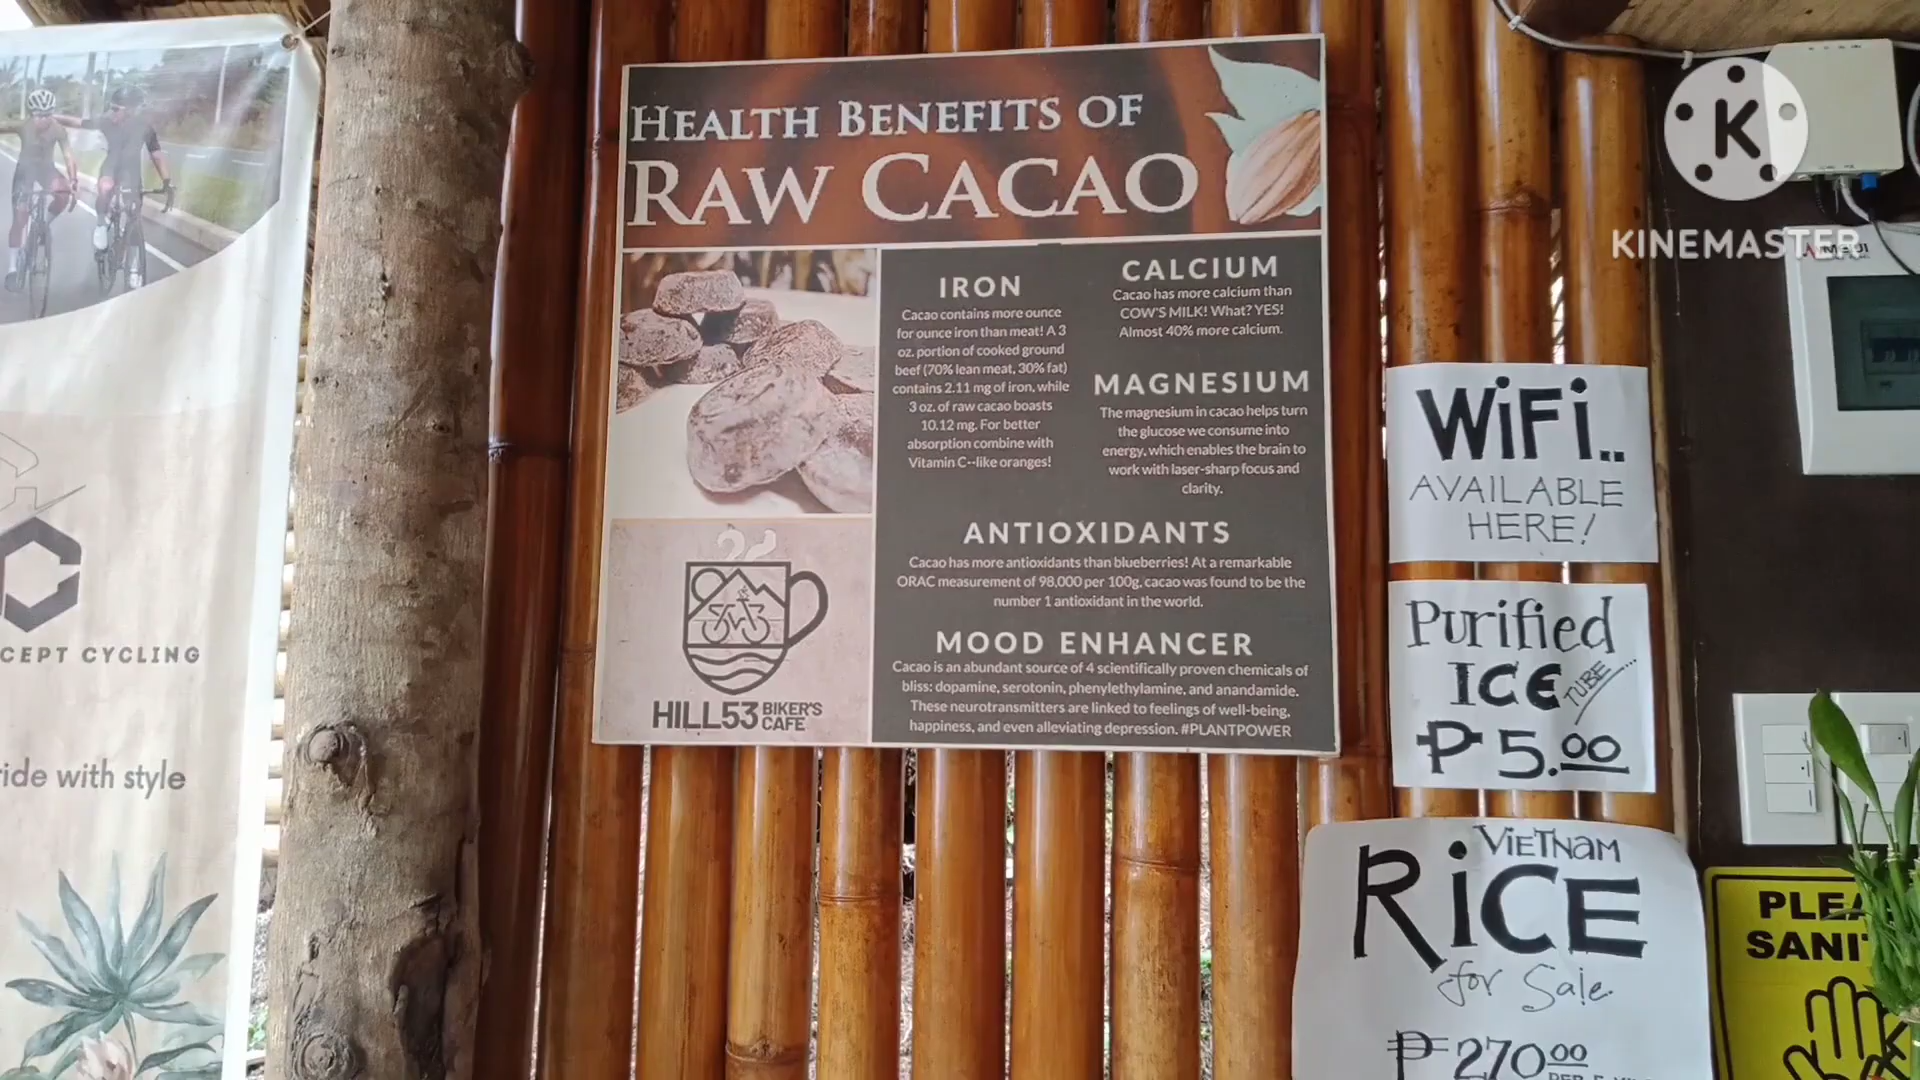 CEPT CYCLING
ride with style
HEALTH BENEFITS OF
RAW CACAO
IRON
Cacao contains more ounce
for ounce iron than meat! A 3
oz. portion of cooked ground
beef (70% lean meat, 30% fat)
contains 2.11 mg of iron, while
3 oz. of raw cacao boasts
10.12 mg. For better
absorption combine with
Vitamin C--like oranges!
CALCIUM
Cacao has more calcium than
COW'S MILK! What? YES!
Almost 40% more calcium.
MAGNESIUM
The magnesium in cacao helps turn
the glucose we consume into
energy, which enables the brain to
work with laser-sharp focus and
clarity.
ANTIOXIDANTS
Cacao has more antioxidants than blueberries! At a remarkable
ORAC measurement of 98,000 per 100g, cacao was found to be the
number 1 antioxidant in the world.
MOOD ENHANCER
Cacao is an abundant source of 4 scientifically proven chemicals of
bliss: dopamine, serotonin, phenylethylamine, and anandamide.
These neurotransmitters are linked to feelings of well-being,
happiness, and even alleviating depression. #PLANTPOWER
HILL53 BIKER'S
CAFE
WiFi..
AVAILABLE
HERE!
Purified
ICE TUBE
₱5.00
VIETNAM
RiCE
for Sale.
₱270.00
PLEA
SANIT
K
KINEMASTER